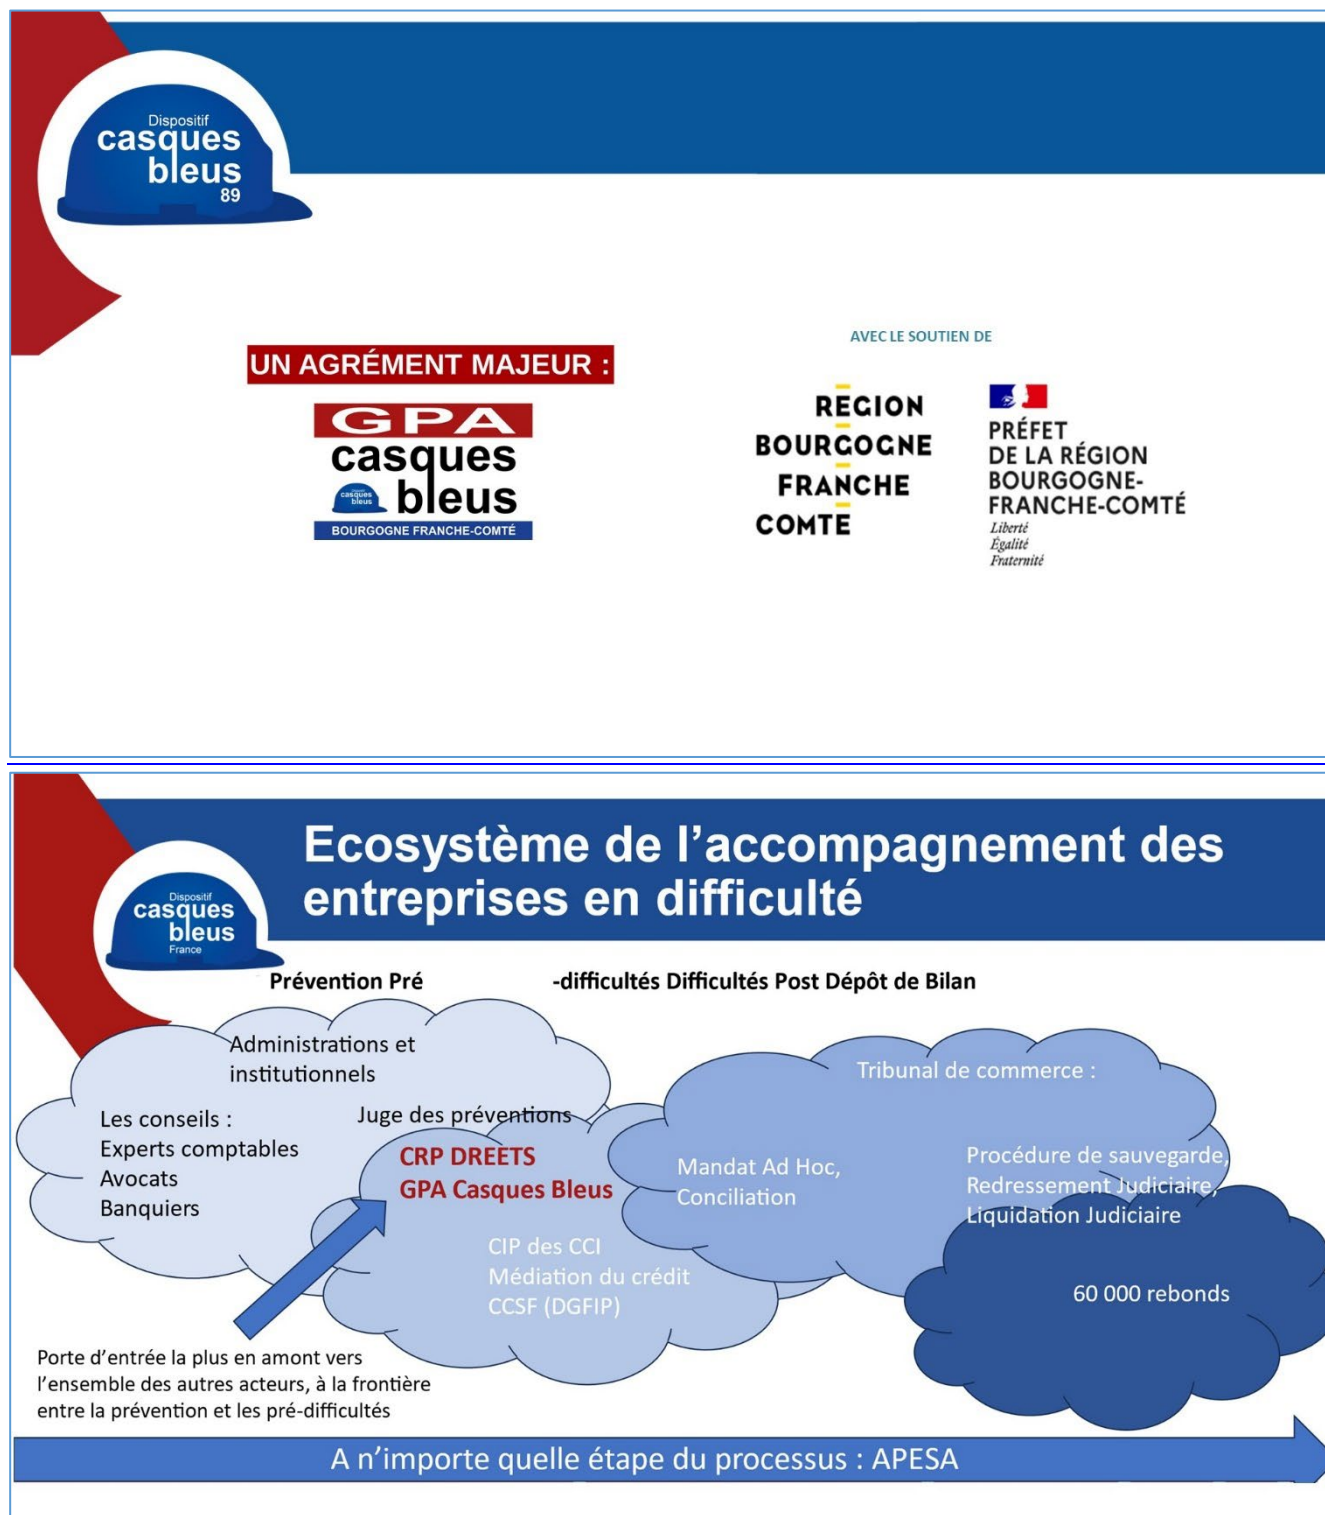 Dispositif
casques
bleus
89
UN AGRÉMENT MAJEUR :
GPA
casques
casques
bleus
bleus
BOURGOGNE FRANCHE-COMTÉ
AVEC LE SOUTIEN DE
REGION
BOURGOGNE
FRANCHE
COMTE
PRÉFET
DE LA RÉGION
BOURGOGNE-
FRANCHE-COMTÉ
Liberté
Égalité
Fraternité
Ecosystème de l’accompagnement des
entreprises en difficulté
Dispositif
casques
bleus
France
Prévention Pré -difficultés Difficultés Post Dépôt de Bilan
Administrations et
institutionnels
Les conseils :
Experts comptables
Avocats
Banquiers
Juge des préventions
CRP DREETS
GPA Casques Bleus
CIP des CCI
Médiation du crédit
CCSF (DGFIP)
Mandat Ad Hoc,
Conciliation
Tribunal de commerce :
Procédure de sauvegarde,
Redressement Judiciaire,
Liquidation Judiciaire
60 000 rebonds
Porte d’entrée la plus en amont vers
l’ensemble des autres acteurs, à la frontière
entre la prévention et les pré-difficultés
A n’importe quelle étape du processus : APESA